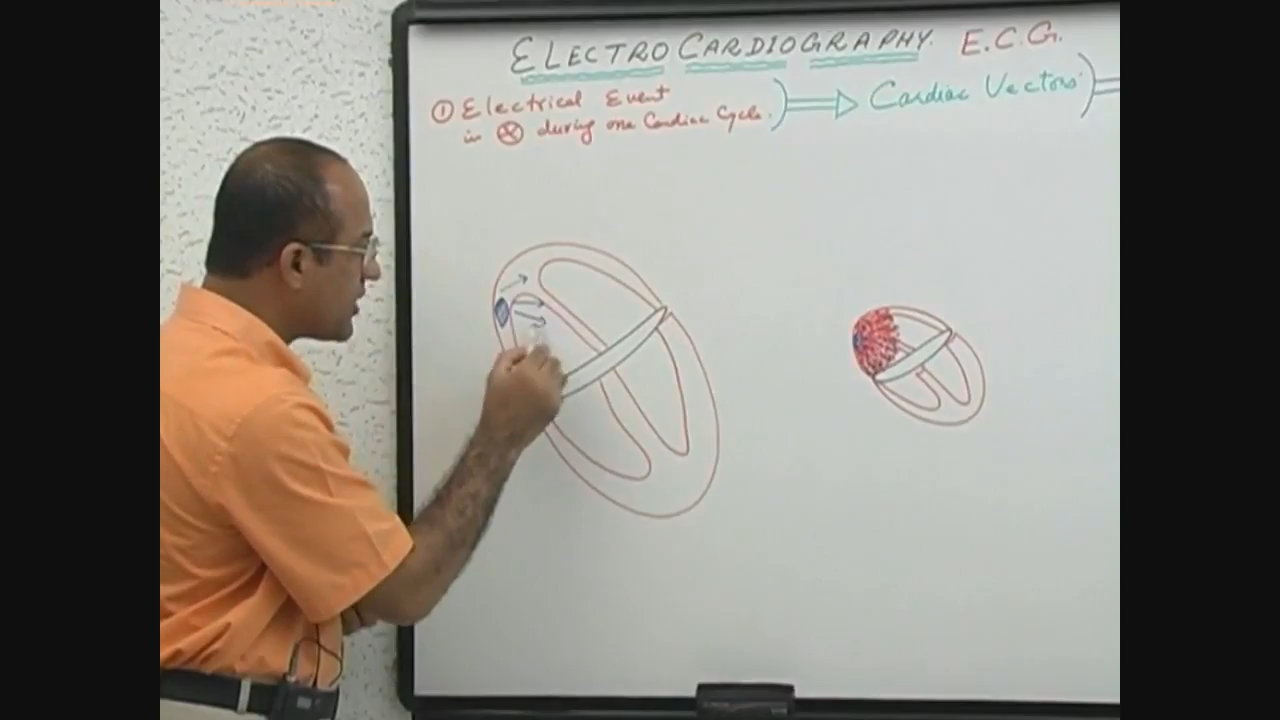 ELECTROCARDIOGRAPHY. E.C.G.
① Electrical Event
in ⊗ during one Cardiac Cycle.
Cardiac Vectors